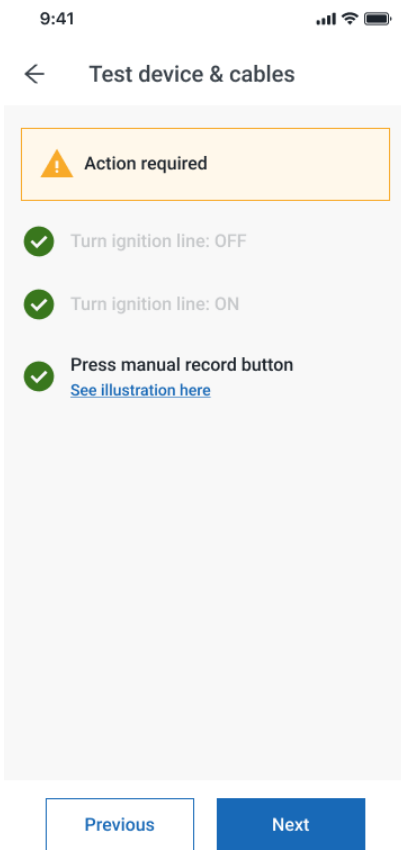 9:41
Test device & cables
Action required
Turn ignition line: OFF
Turn ignition line: ON
Press manual record button
See illustration here
Previous
Next